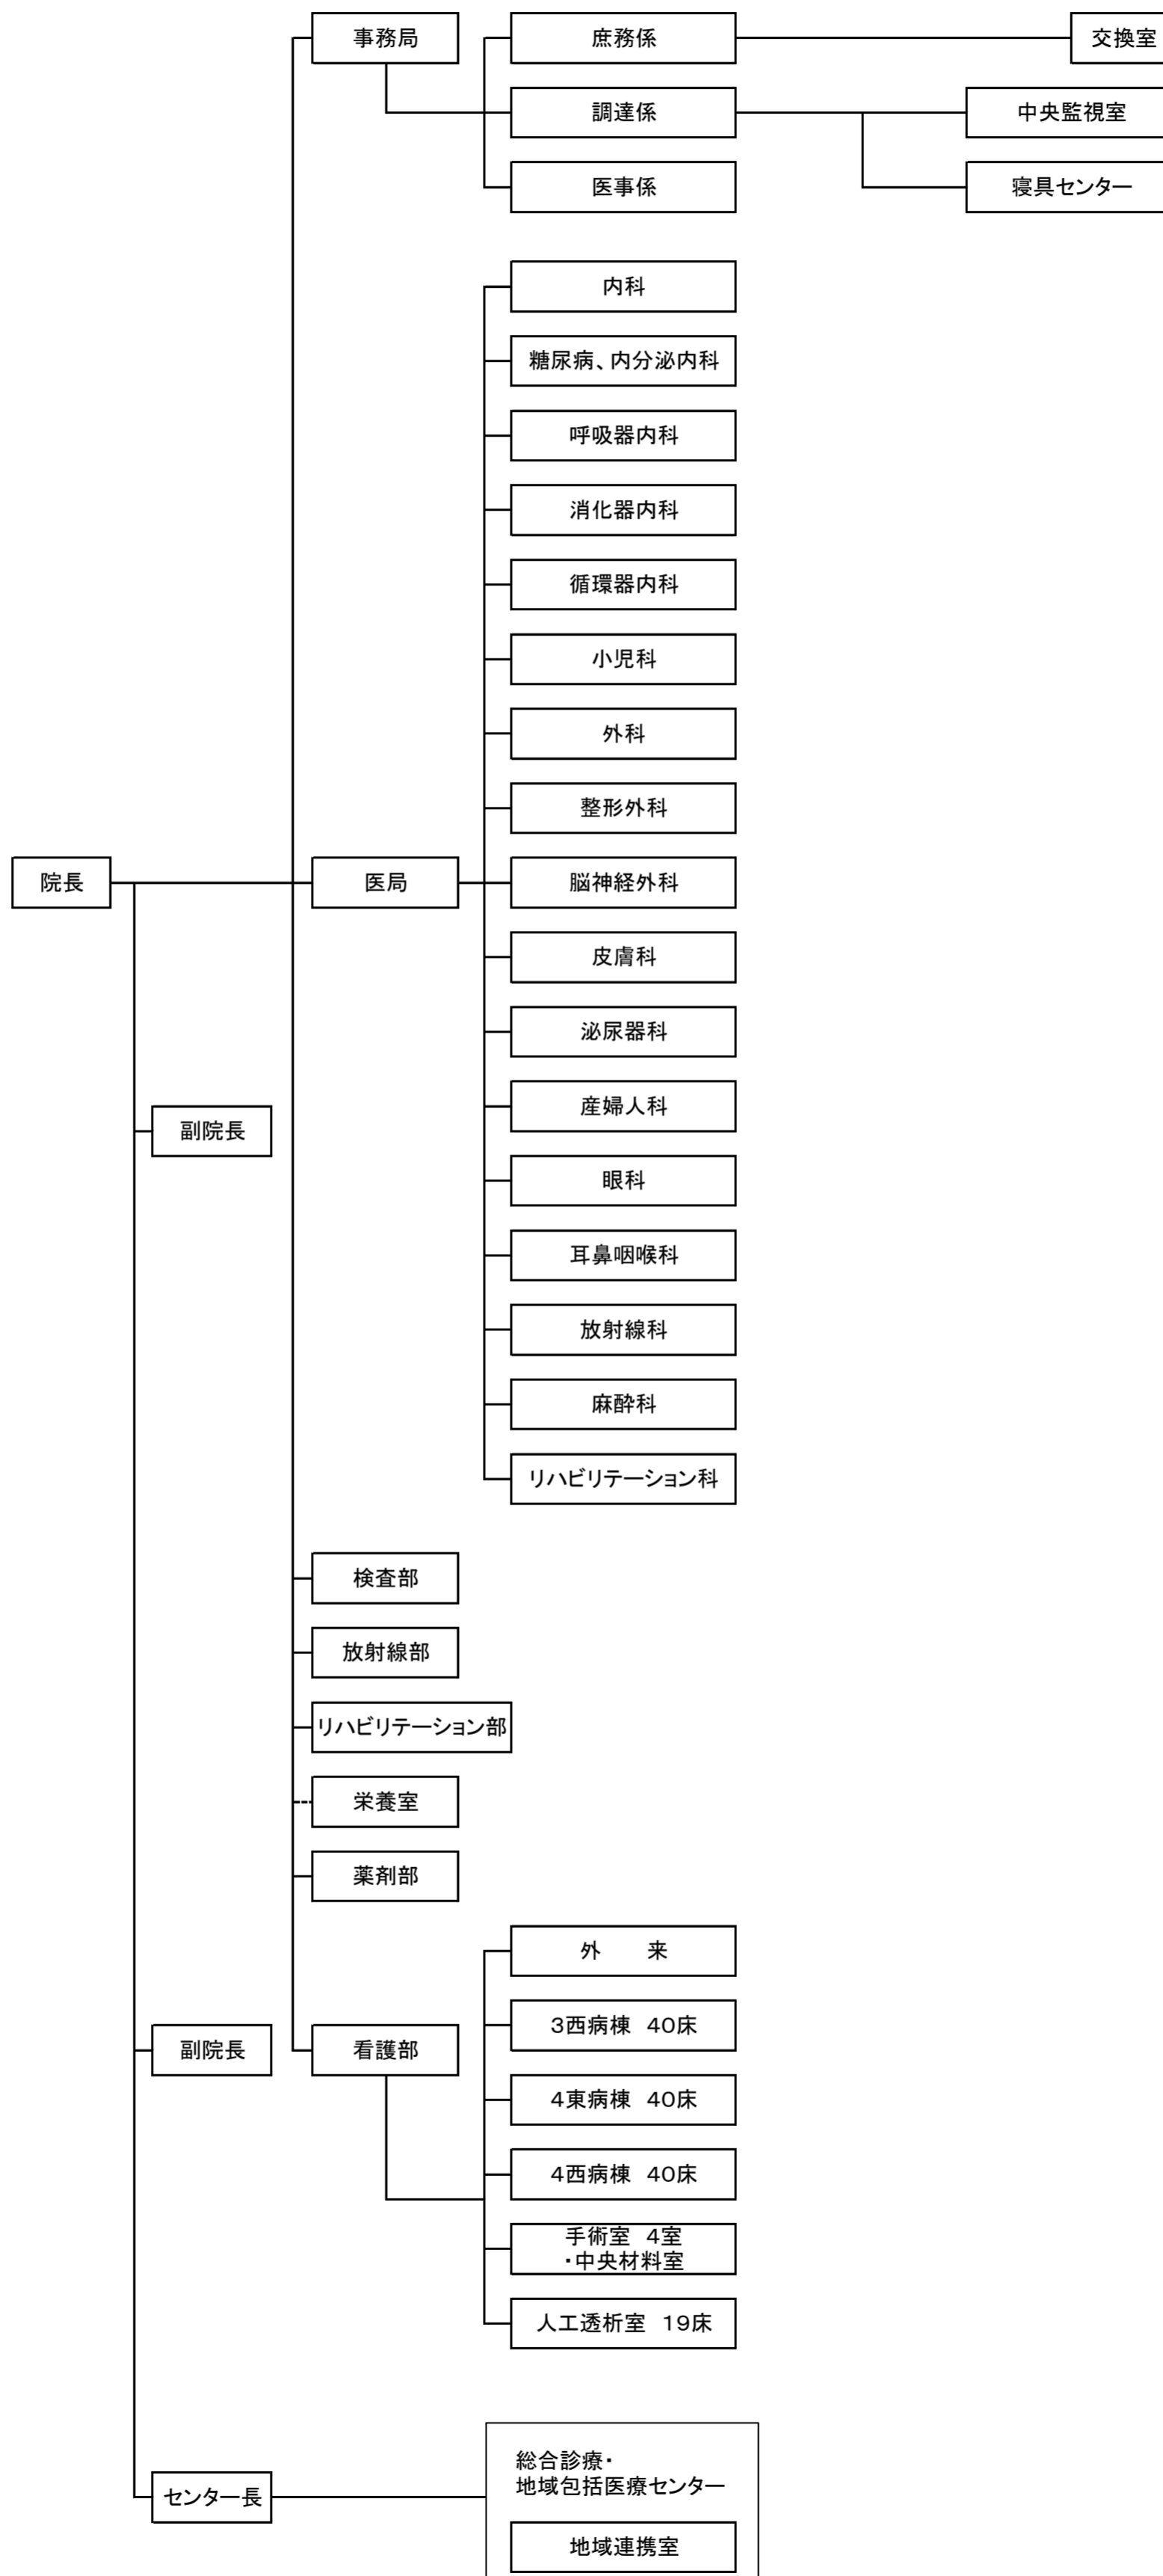 事務局
庶務係
交換室
調達係
中央監視室
医事係
寝具センター
内科
糖尿病、内分泌内科
呼吸器内科
消化器内科
循環器内科
小児科
外科
整形外科
院長
医局
脳神経外科
皮膚科
泌尿器科
産婦人科
副院長
眼科
耳鼻咽喉科
放射線科
麻酔科
リハビリテーション科
検査部
放射線部
リハビリテーション部
栄養室
薬剤部
外　　来
3西病棟　40床
副院長
看護部
4東病棟　40床
4西病棟　40床
手術室　4室
・中央材料室
人工透析室　19床
総合診療・
地域包括医療センター
センター長
地域連携室